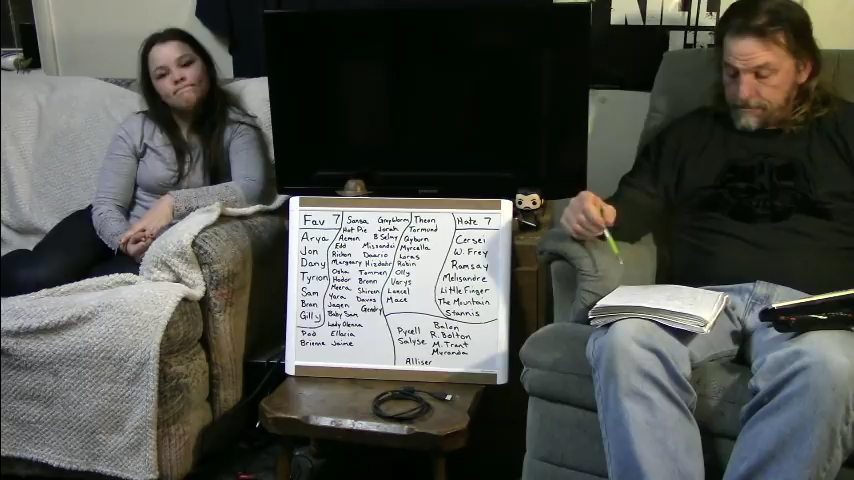 Fav 7
Arya
Jon
Dany
Tyrion
Sam
Bran
Gilly
Pod
Brienne Jaime
Sansa GreyWorm
Hot Pie Jorah
Aemon B Selmy
Edd Missandei
Rickon Daario
Margeary Hizdahr
Osha Tommen
Hodor Bronn
Meera Shireen
Yara Davos
Jaqen Gendry
Baby Sam
Lady Olenna
Ellaria
Theon
Tormund
Qyburn
Myrcella
Loras
Robin
Olly
Varys
Lancel
Mace
Hate 7
Cersei
W. Frey
Ramsay
Melisandre
Little Finger
The Mountain
Stannis
Pycell Balon
Salyse R. Bolton
M. Trant
Myranda
Alliser